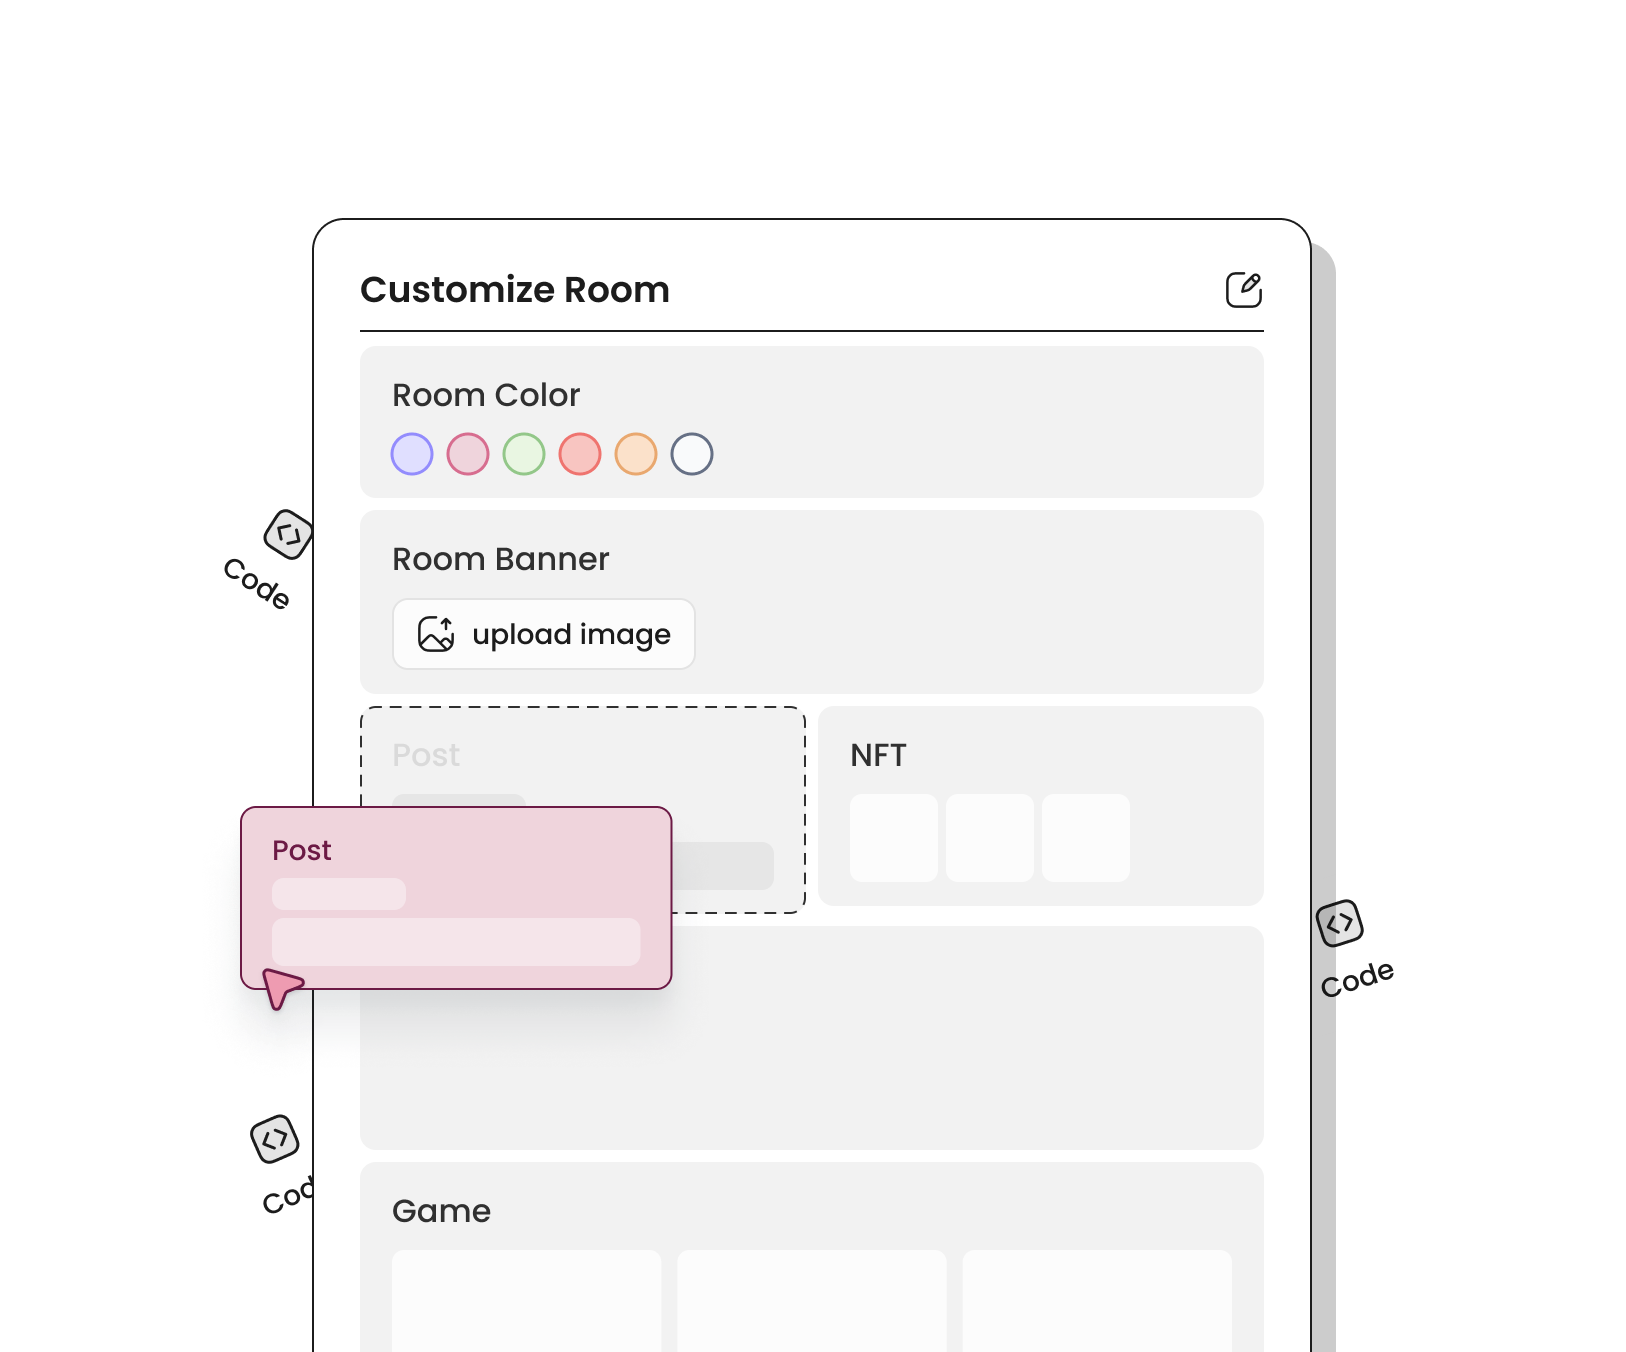 Customize Room
Room Color
Code
Room Banner
upload image
Post
NFT
Post
Code
Cod
Game